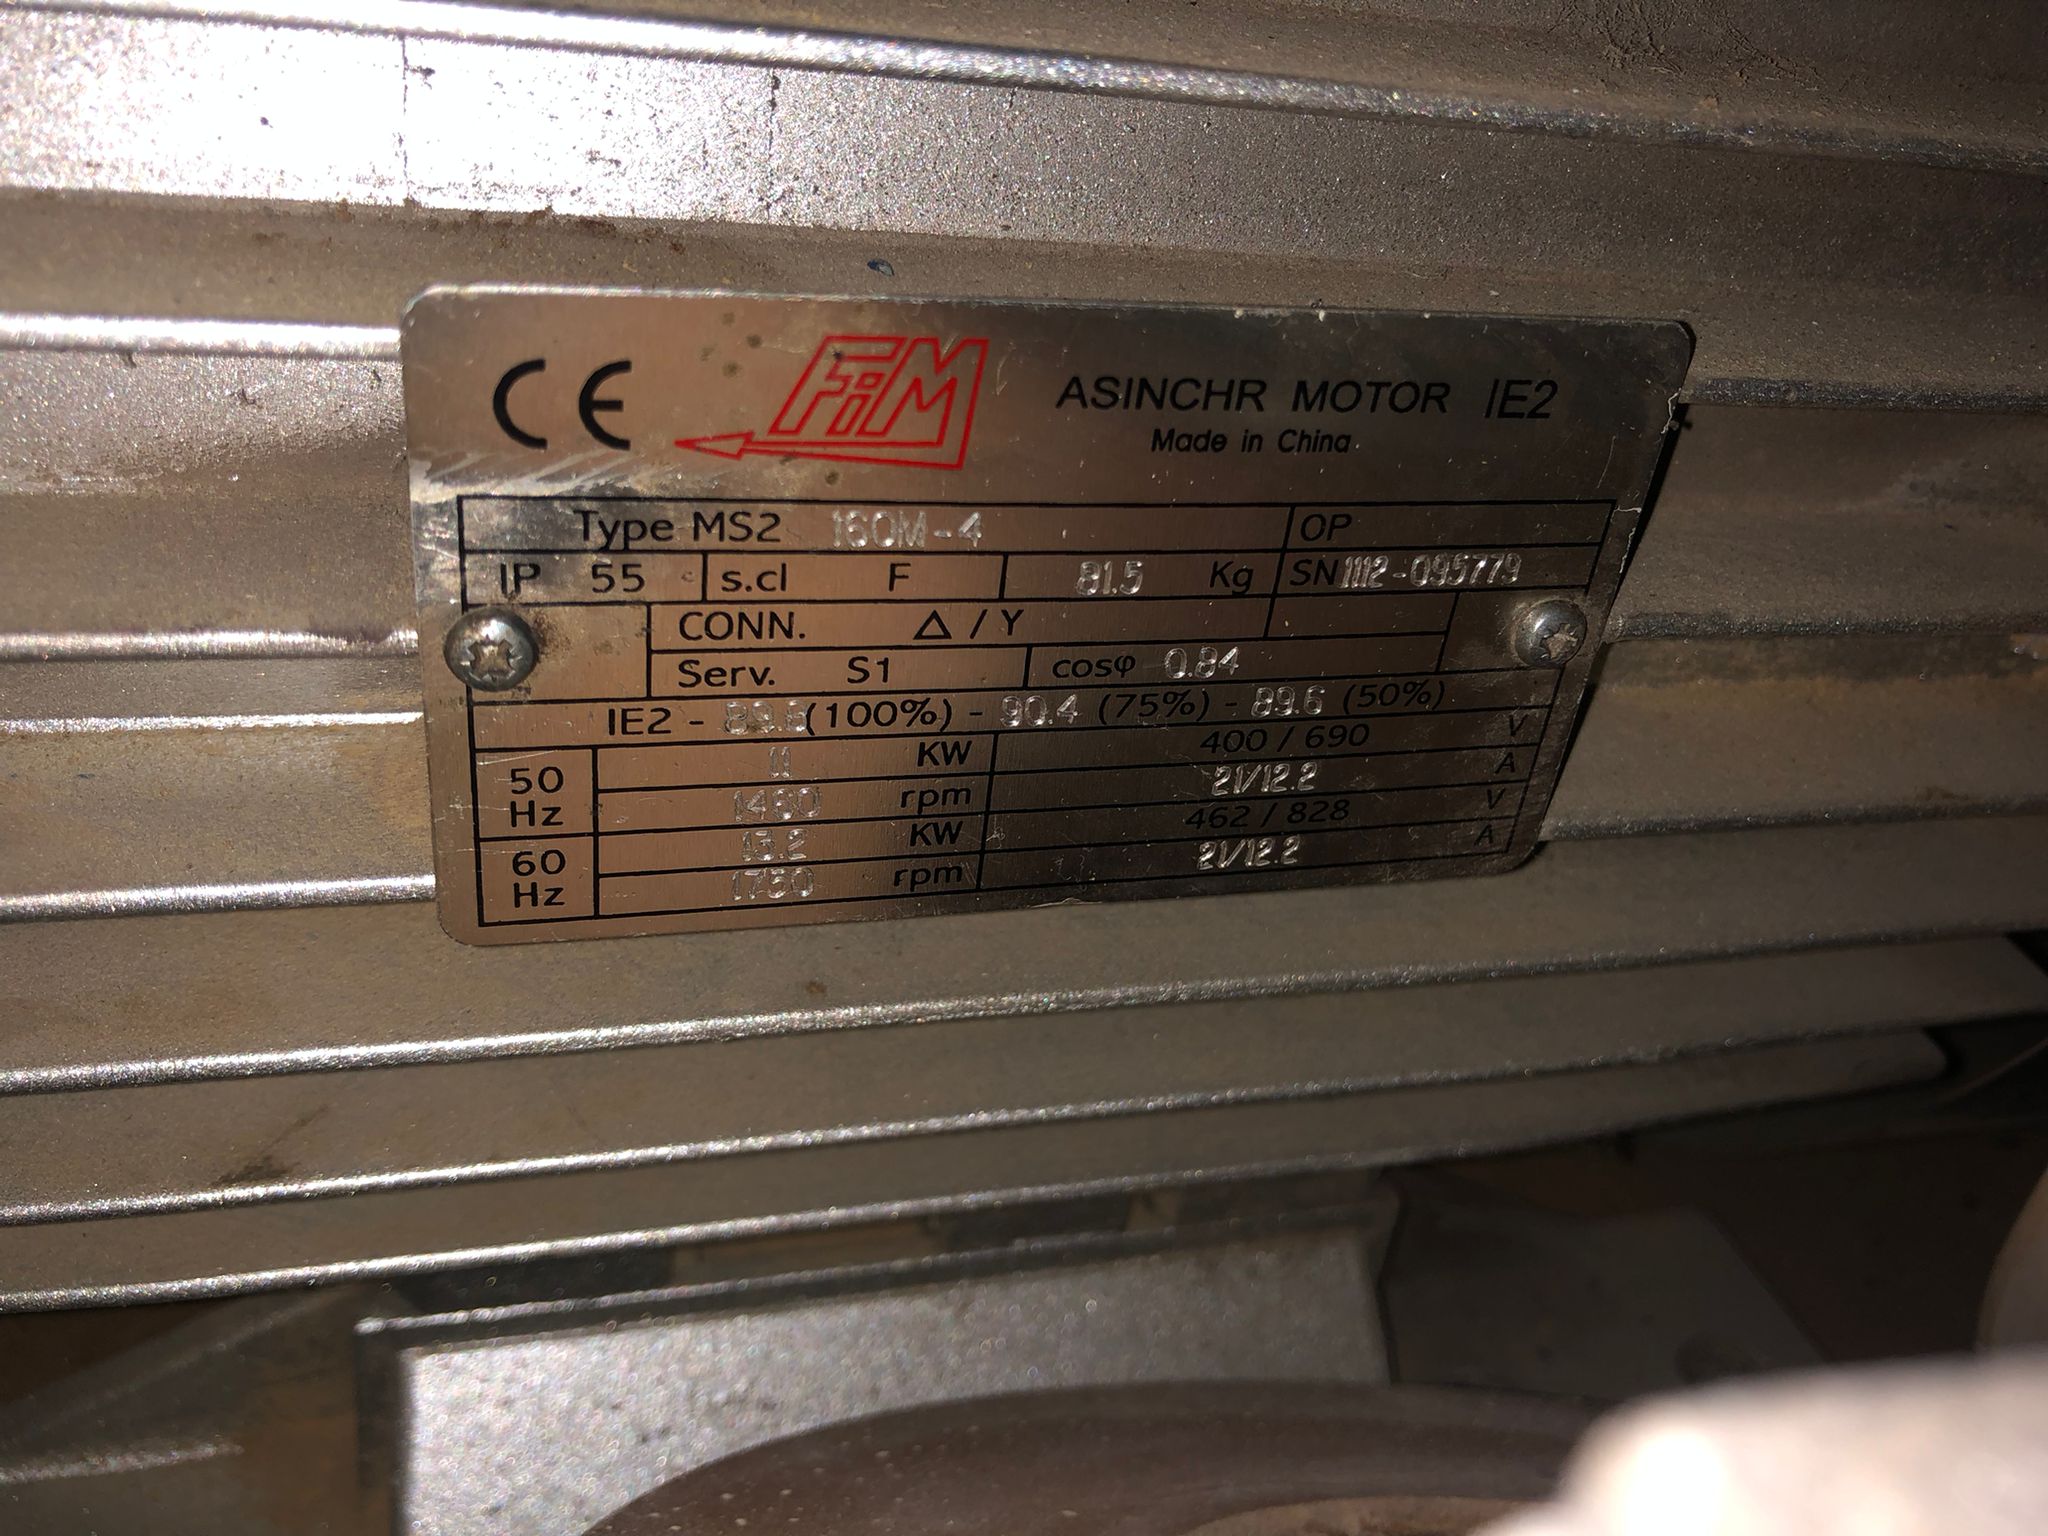 CE FIM ASINCHR MOTOR IE2
Made in China
Type MS2 160M-4 OP
IP 55 s.cl F 81.5 Kg SN 1112-095779
CONN. Δ / Y
Serv. S1 cosφ 0.84
IE2 - (100%) - 90.4 (75%) - 89.6 (50%)
50 Hz 11 KW 400 / 690 V
1460 rpm 21/12.2 A
60 Hz 13.2 KW 462 / 828 V
rpm 21/12.2 A